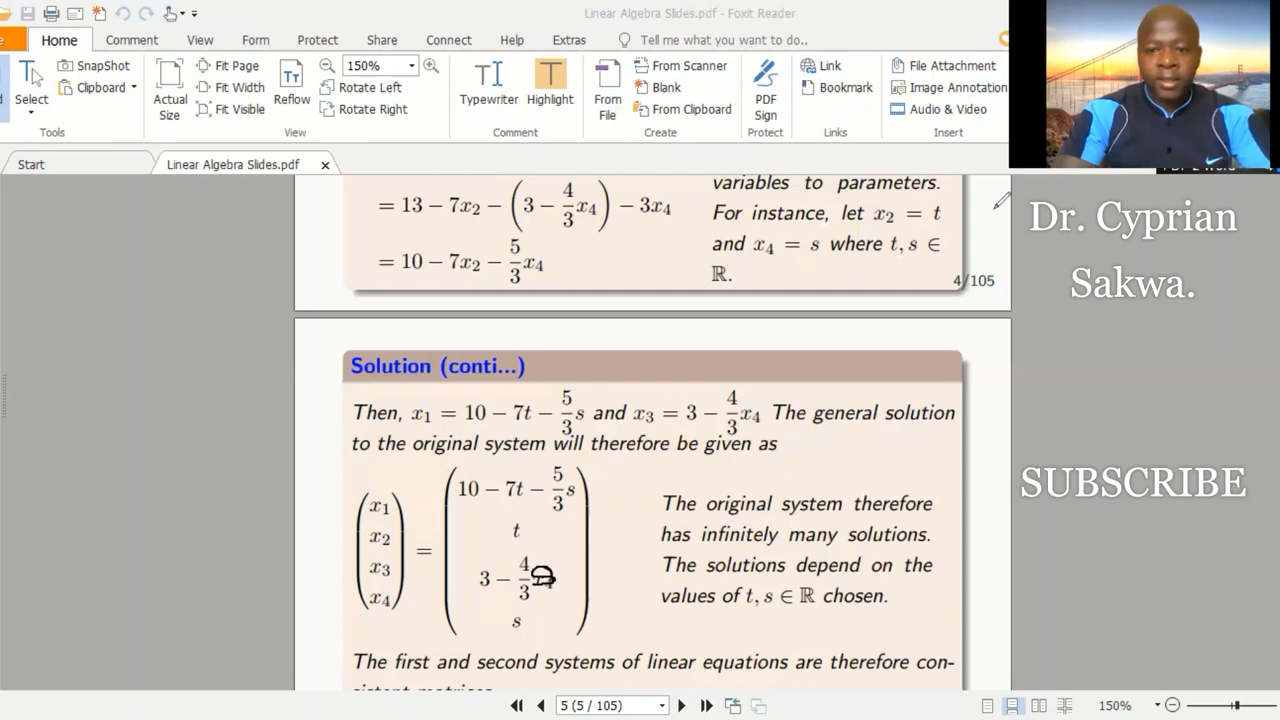 Linear Algebra Slides.pdf - Foxit Reader
Home Comment View Form Protect Share Connect Help Extras Tell me what you want to do..
Select
SnapShot
Clipboard
Tools
Actual Size
Fit Page
Fit Width
Fit Visible
Reflow
150%
Rotate Left
Rotate Right
View
Typewriter
Highlight
Comment
From File
From Scanner
Blank
From Clipboard
Create
PDF Sign
Protect
Link
Bookmark
Links
File Attachment
Image Annotation
Audio & Video
Insert
Start
Linear Algebra Slides.pdf
= 13 − 7x₂ − (3 − 4/3 x₄) − 3x₄
= 10 − 7x₂ − 5/3 x₄
variables to parameters.
For instance, let x₂ = t
and x₄ = s where t, s ∈
ℝ.
4/105
Solution (conti...)
Then, x₁ = 10 − 7t − 5/3 s and x₃ = 3 − 4/3 x₄ The general solution
to the original system will therefore be given as
(x₁ x₂ x₃ x₄) =
10 − 7t − 5/3 s
t
3 − 4/3
s
The original system therefore
has infinitely many solutions.
The solutions depend on the
values of t, s ∈ ℝ chosen.
The first and second systems of linear equations are therefore con-
Dr. Cyprian
Sakwa.
SUBSCRIBE
5 (5 / 105)
150%